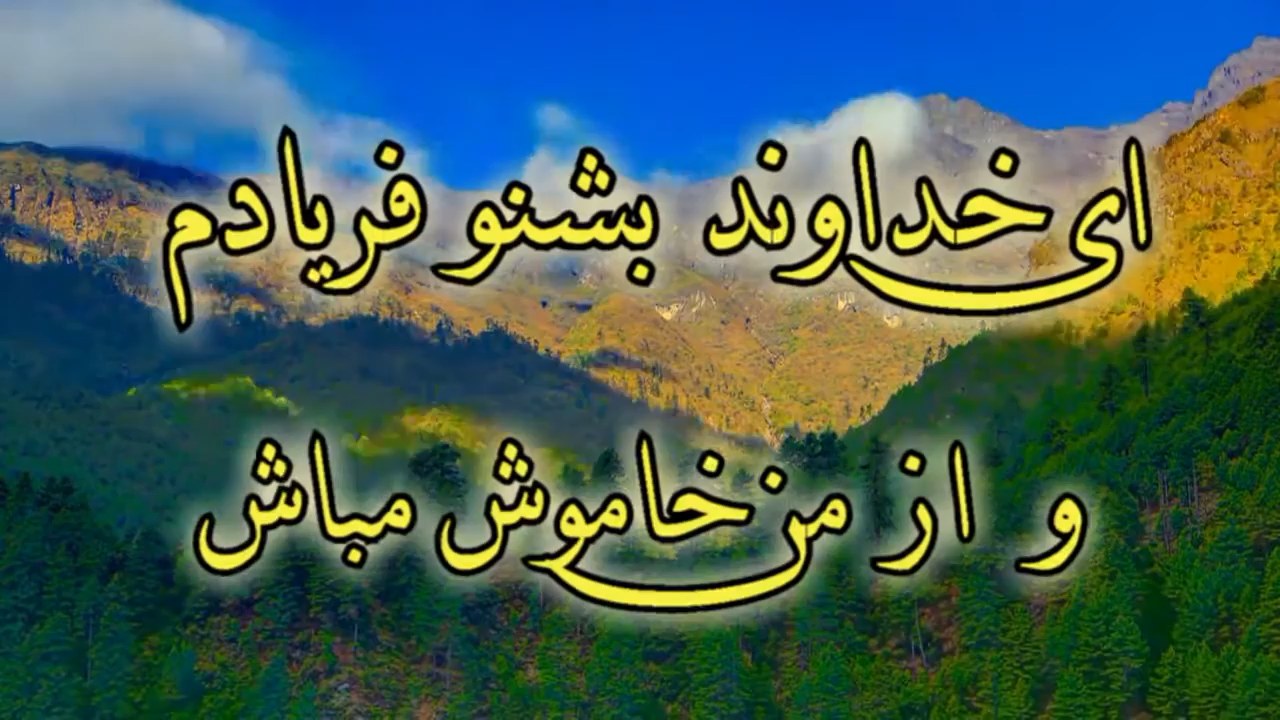 ای خداوند بشنو فریادم
و از من خاموش مباش